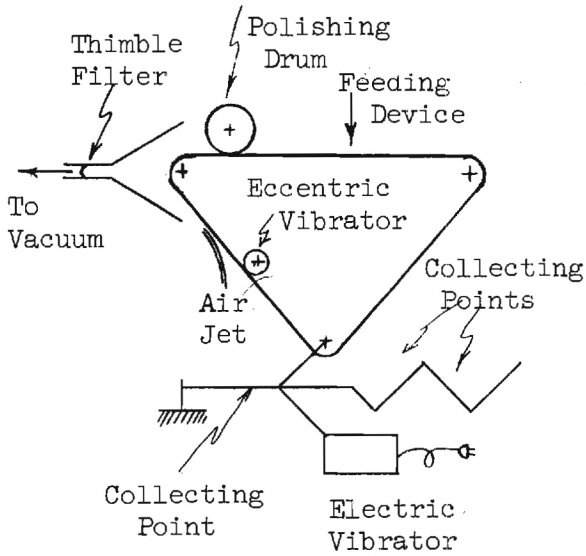 Thimble
Filter
Polishing
Drum
Feeding
Device
To
Vacuum
Eccentric
Vibrator
Air
Jet
Collecting
Points
Collecting
Point
Electric
Vibrator